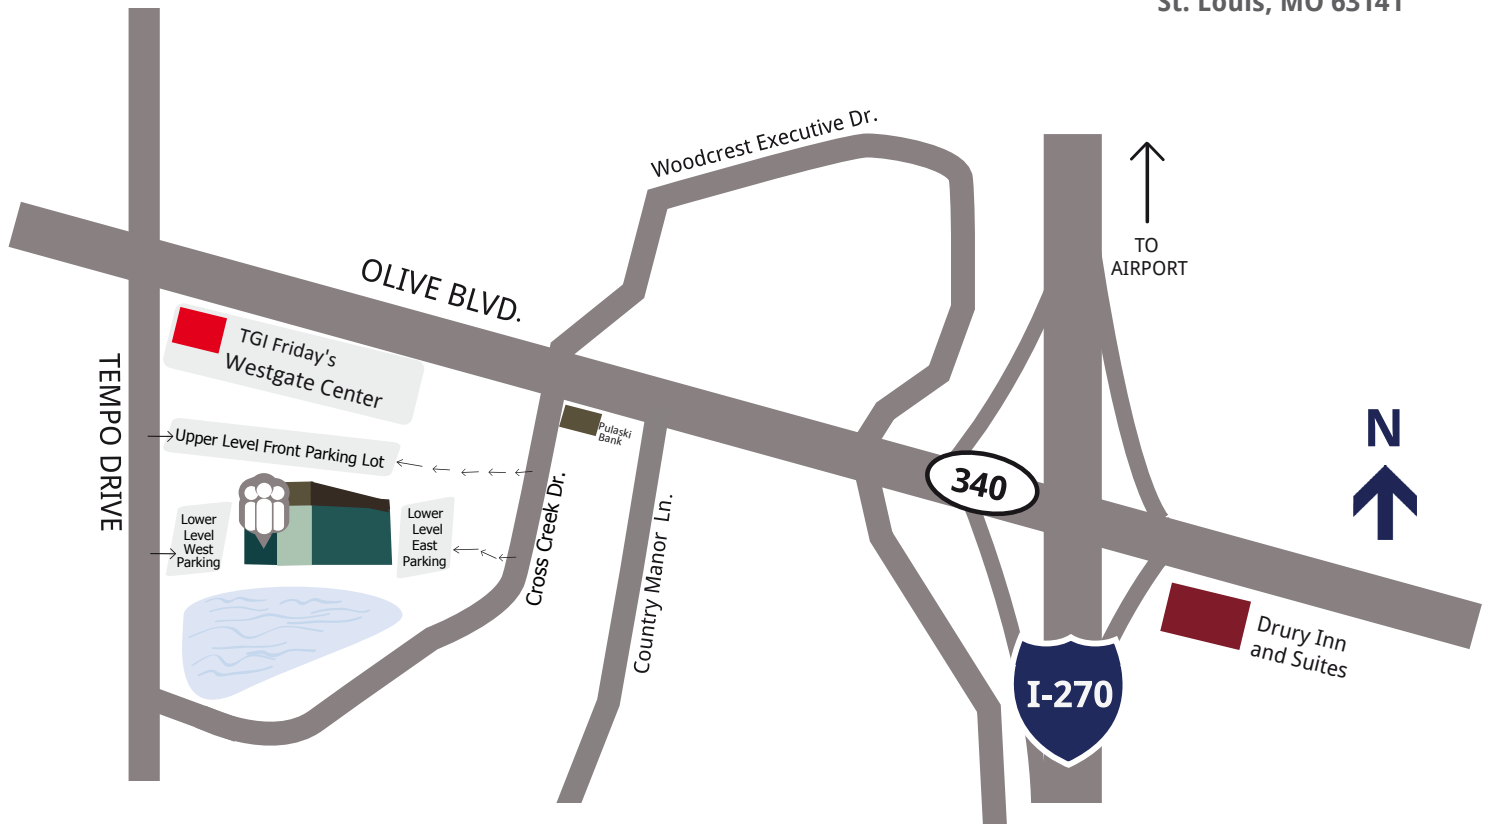 St. Louis, MO 63141
Woodcrest Executive Dr.
TO
AIRPORT
OLIVE BLVD.
TGI Friday's
Westgate Center
TEMPO DRIVE
Upper Level Front Parking Lot
Pulaski
Bank
340
N
Lower
Level
West
Parking
Lower
Level
East
Parking
Cross Creek Dr.
Country Manor Ln.
Drury Inn
and Suites
I-270